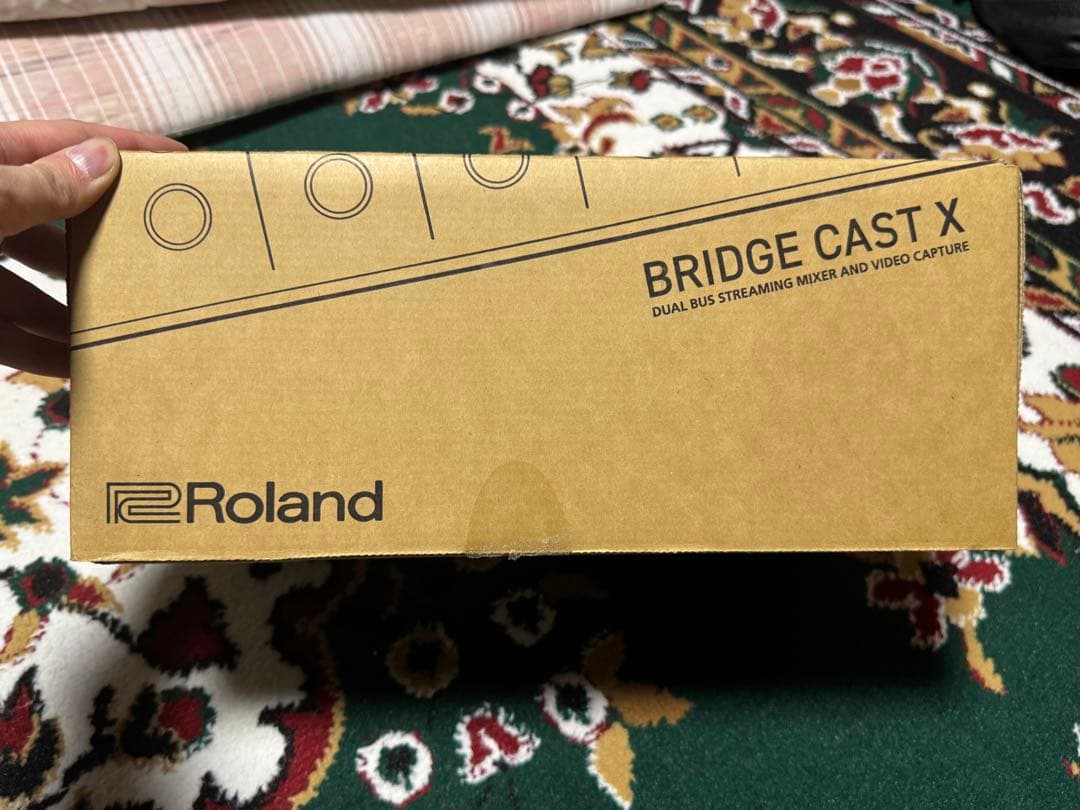 BRIDGE CAST X
DUAL BUS STREAMING MIXER AND VIDEO CAPTURE
Roland